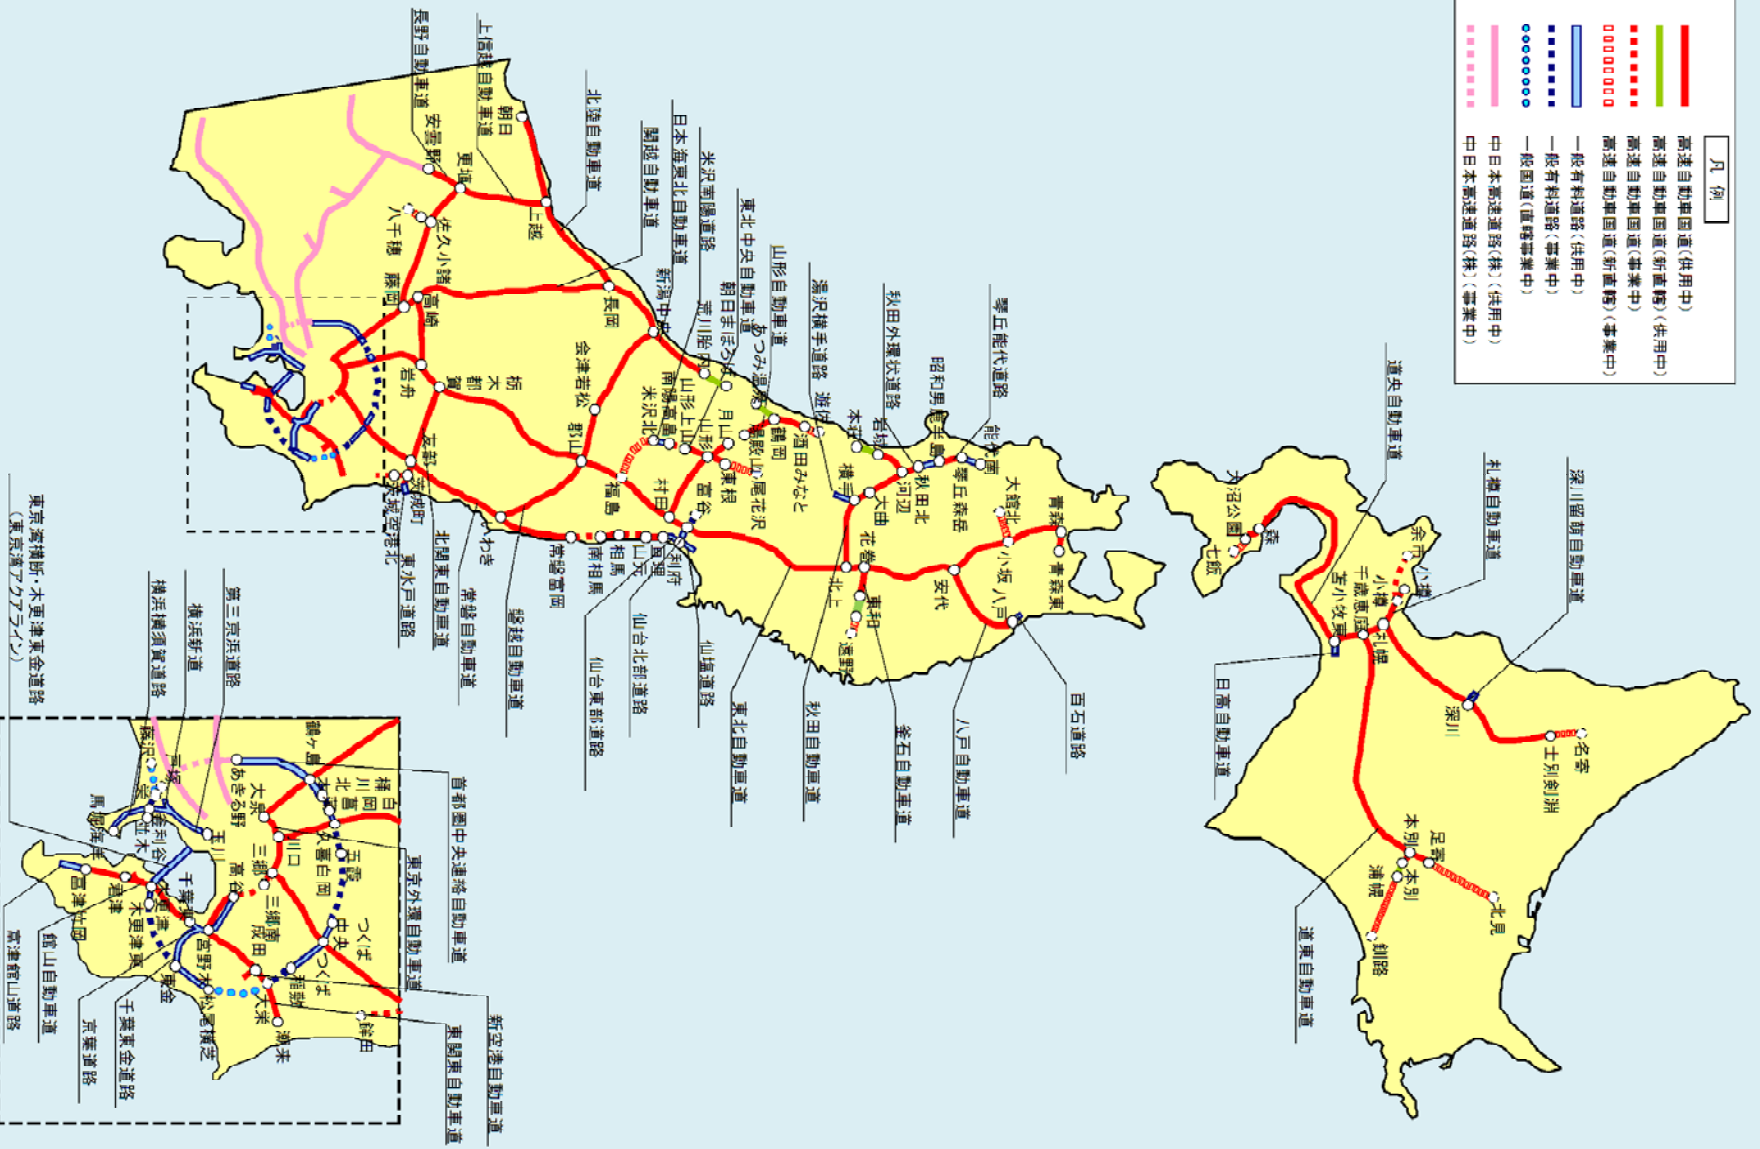 凡例
高速自動車国道(供用中)
高速自動車国道(新直轄)(供用中)
高速自動車国道(事業中)
高速自動車国道(新直轄)(事業中)
一般有料道路(供用中)
一般有料道路(事業中)
一般国道(直轄事業中)
中日本高速道路(株)(供用中)
中日本高速道路(株)(事業中)
深川留萌自動車道
札樽自動車道
道央自動車道
日高自動車道
道東自動車道
名寄
士別剣淵
深川
余市
小樽
札幌
千歳恵庭
苫小牧東
森
大沼公園
七飯
足寄
本別
本別
浦幌
北見
釧路
琴丘能代道路
秋田外環状道路
湯沢横手道路
山形自動車道
東北中央自動車道
米沢南陽道路
日本海東北自動車道
関越自動車道
北陸自動車道
上信越自動車道
長野自動車道
百石道路
八戸自動車道
釜石自動車道
秋田自動車道
東北自動車道
仙塩道路
仙台北部道路
仙台東部道路
磐越自動車道
常磐自動車道
北関東自動車道
東水戸道路
青森
青森東
大館北
小坂
八戸
安代
能代南
琴丘森岳
昭和男鹿半島
秋田北
河辺
岩城
本荘
大曲
横手
花巻
北上
東和
遠野
遊佐
酒田みなと
鶴岡
あつみ温泉
湯殿山
月山
尾花沢
東根
山形
山形上山
南陽高畠
米沢北
朝日まほろば
荒川胎内
新潟中央
富谷
利府
村田
亘理
山元
相馬
南相馬
常磐富岡
福島
郡山
会津若松
いわき
長岡
上越
朝日
更埴
安曇野
佐久小諸
八千穂
藤岡
高崎
岩舟
栃木都賀
友部
茨城町
茨城空港北
首都圏中央連絡自動車道
東京外環自動車道
新空港自動車道
東関東自動車道
千葉東金道路
京葉道路
館山自動車道
富津館山道路
東京湾横断・木更津東金道路
(東京湾アクアライン)
横浜横須賀道路
横浜新道
第三京浜道路
鶴ヶ島
川島
桶川北本
白岡菖蒲
久喜白岡
五霞
つくば中央
つくば
稲敷
大栄
潮来
鉾田
成田
松尾横芝
東金
宮野木
千葉東
木更津
木更津東
君津
富津竹岡
あきる野
大泉
川口
三郷
三郷南
高谷
玉川
藤沢
戸塚
釜利谷
並木
馬堀海岸